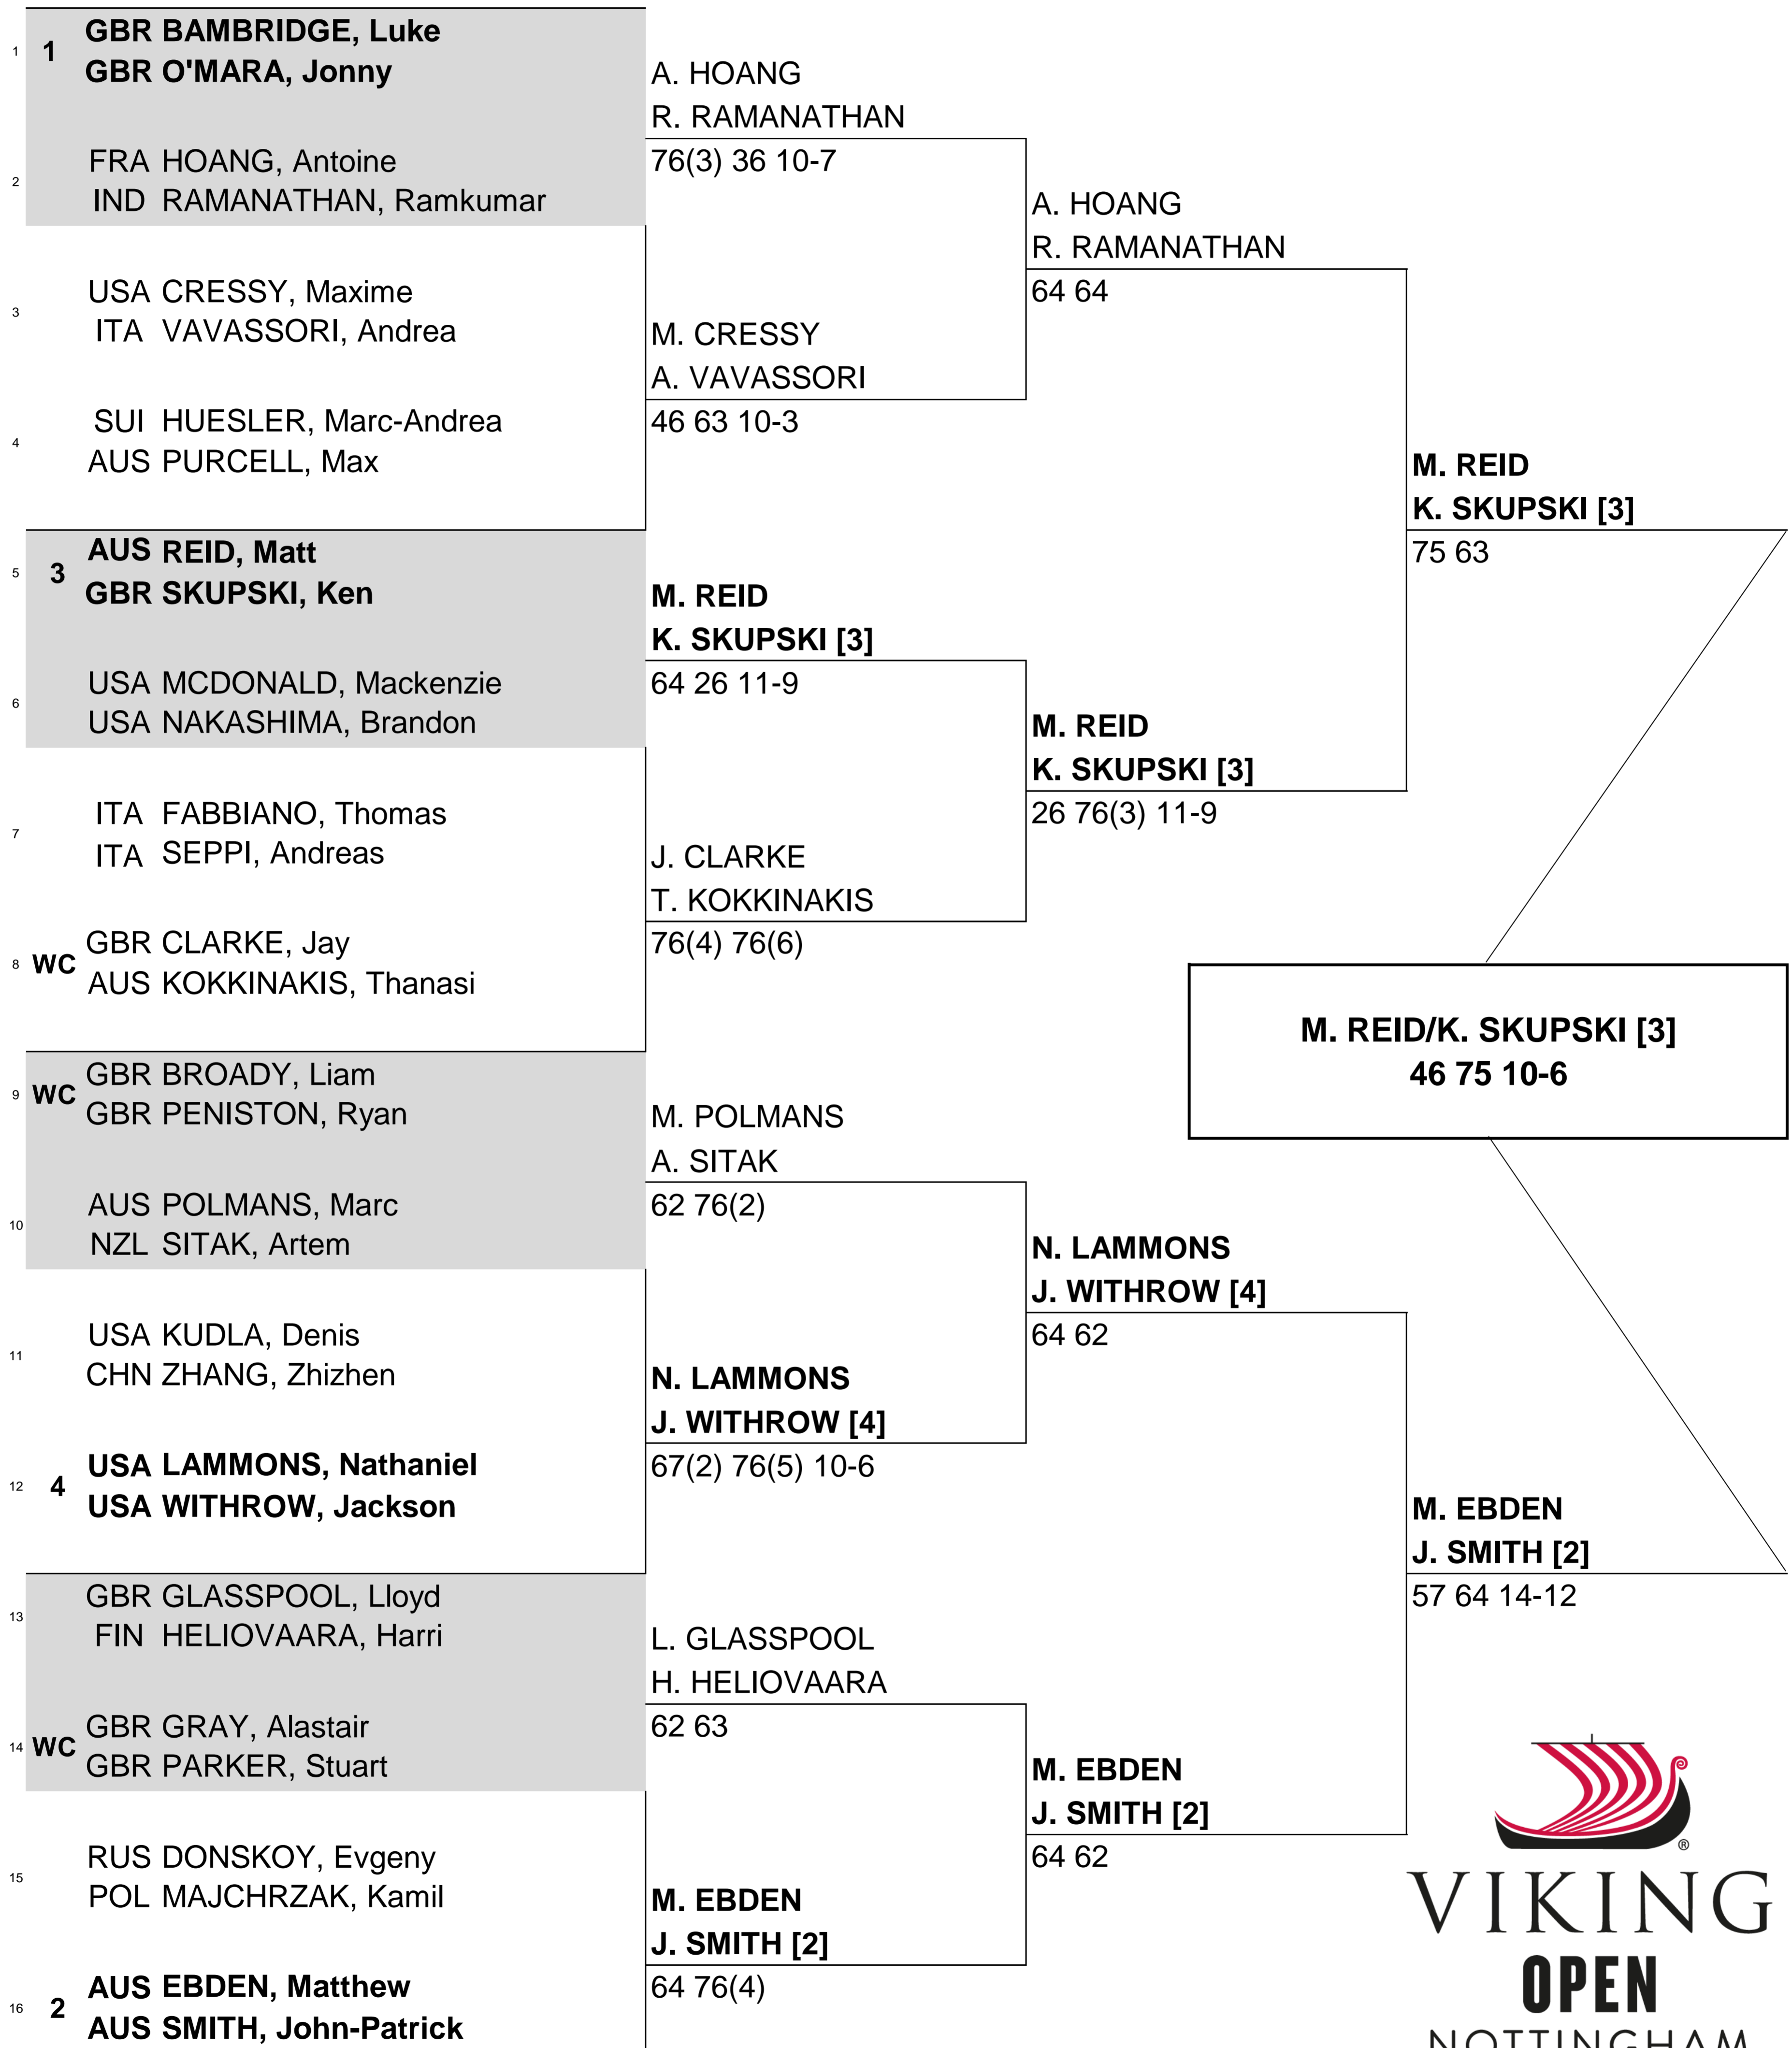 1 1 GBR BAMBRIDGE, Luke
GBR O'MARA, Jonny
2 FRA HOANG, Antoine
IND RAMANATHAN, Ramkumar
3 USA CRESSY, Maxime
ITA VAVASSORI, Andrea
4 SUI HUESLER, Marc-Andrea
AUS PURCELL, Max
5 3 AUS REID, Matt
GBR SKUPSKI, Ken
6 USA MCDONALD, Mackenzie
USA NAKASHIMA, Brandon
7 ITA FABBIANO, Thomas
ITA SEPPI, Andreas
8 WC GBR CLARKE, Jay
AUS KOKKINAKIS, Thanasi
9 WC GBR BROADY, Liam
GBR PENISTON, Ryan
10 AUS POLMANS, Marc
NZL SITAK, Artem
11 USA KUDLA, Denis
CHN ZHANG, Zhizhen
12 4 USA LAMMONS, Nathaniel
USA WITHROW, Jackson
13 GBR GLASSPOOL, Lloyd
FIN HELIOVAARA, Harri
14 WC GBR GRAY, Alastair
GBR PARKER, Stuart
15 RUS DONSKOY, Evgeny
POL MAJCHRZAK, Kamil
16 2 AUS EBDEN, Matthew
AUS SMITH, John-Patrick
A. HOANG
R. RAMANATHAN
76(3) 36 10-7
M. CRESSY
A. VAVASSORI
46 63 10-3
M. REID
K. SKUPSKI [3]
64 26 11-9
J. CLARKE
T. KOKKINAKIS
76(4) 76(6)
M. POLMANS
A. SITAK
62 76(2)
N. LAMMONS
J. WITHROW [4]
67(2) 76(5) 10-6
L. GLASSPOOL
H. HELIOVAARA
62 63
M. EBDEN
J. SMITH [2]
64 76(4)
A. HOANG
R. RAMANATHAN
64 64
M. REID
K. SKUPSKI [3]
26 76(3) 11-9
N. LAMMONS
J. WITHROW [4]
64 62
M. EBDEN
J. SMITH [2]
64 62
M. REID
K. SKUPSKI [3]
75 63
M. EBDEN
J. SMITH [2]
57 64 14-12
M. REID/K. SKUPSKI [3]
46 75 10-6
®
VIKING
OPEN
NOTTINGHAM